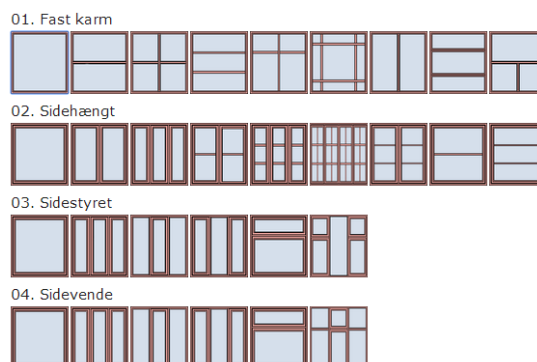 01. Fast karm
02. Sidehængt
03. Sidestyret
04. Sidevende